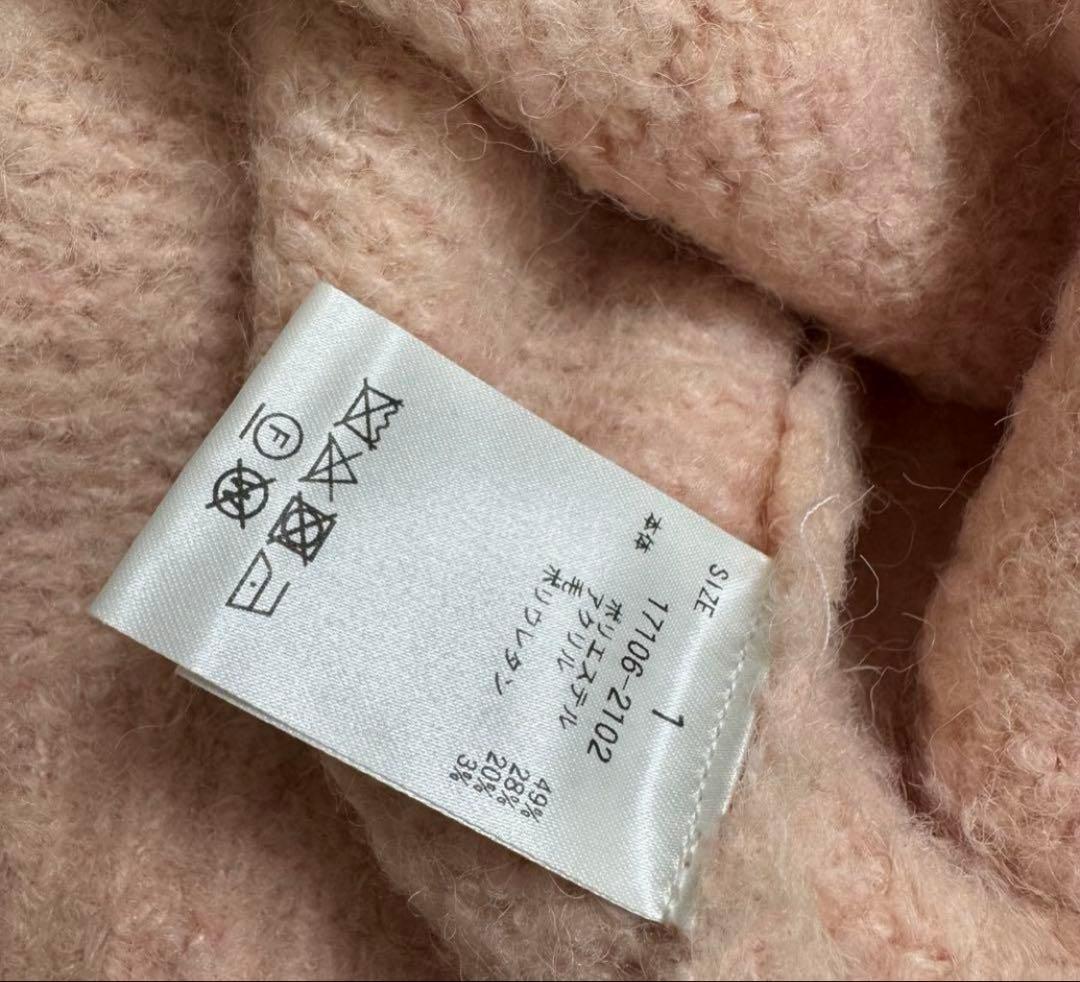 SIZE 1
17106-2102
本体
ポリエステル 49%
アクリル 28%
毛 20%
ポリウレタン 3%
F
W